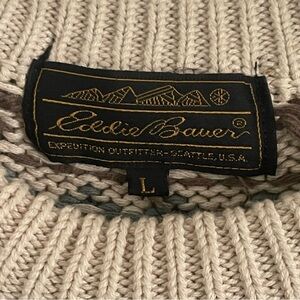 Eddie Bauer®
EXPEDITION OUTFITTER-SEATTLE, U.S.A.
L